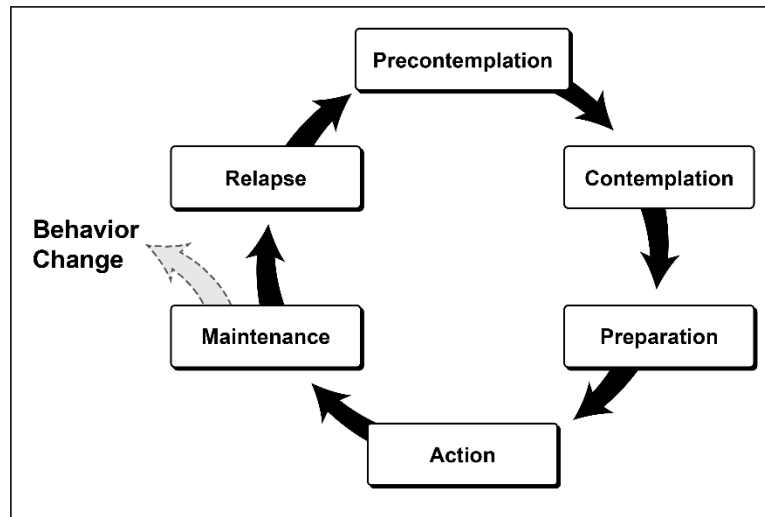 Precontemplation
Contemplation
Preparation
Action
Maintenance
Relapse
Behavior
Change